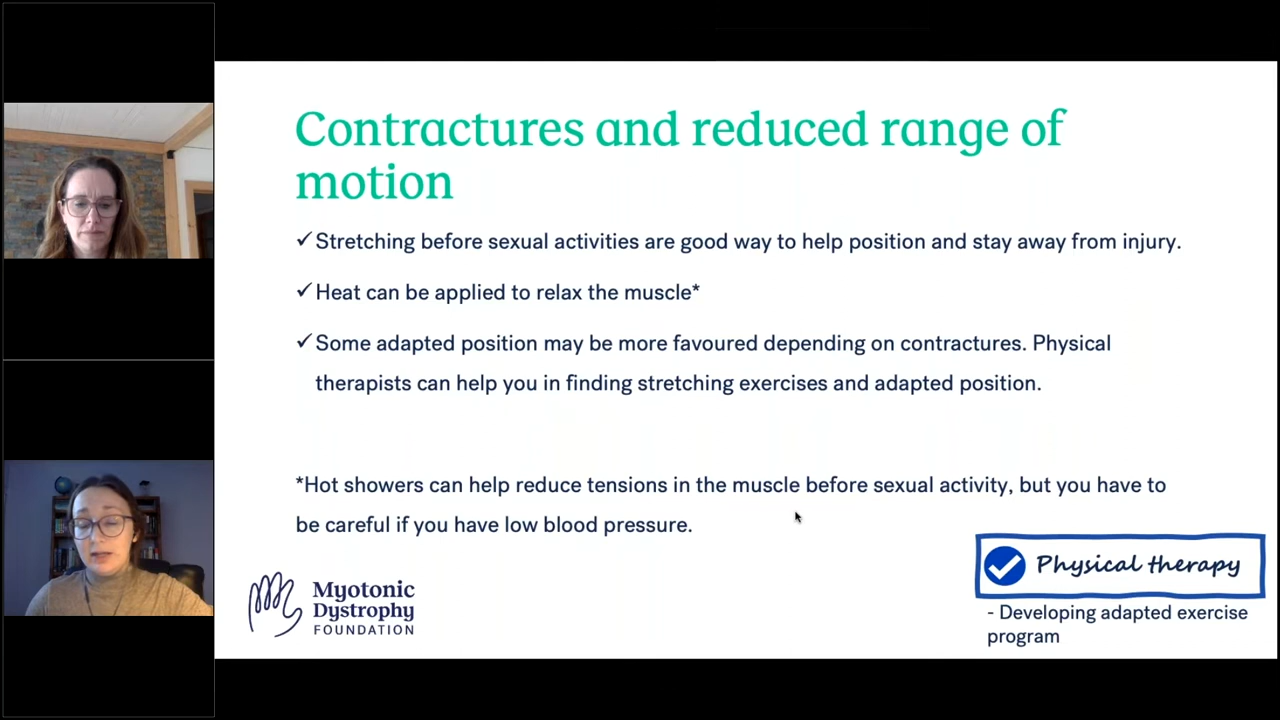 Contractures and reduced range of
motion
✓Stretching before sexual activities are good way to help position and stay away from injury.
✓Heat can be applied to relax the muscle*
✓Some adapted position may be more favoured depending on contractures. Physical
therapists can help you in finding stretching exercises and adapted position.
*Hot showers can help reduce tensions in the muscle before sexual activity, but you have to
be careful if you have low blood pressure.
Physical therapy
- Developing adapted exercise
program
Myotonic
Dystrophy
FOUNDATION